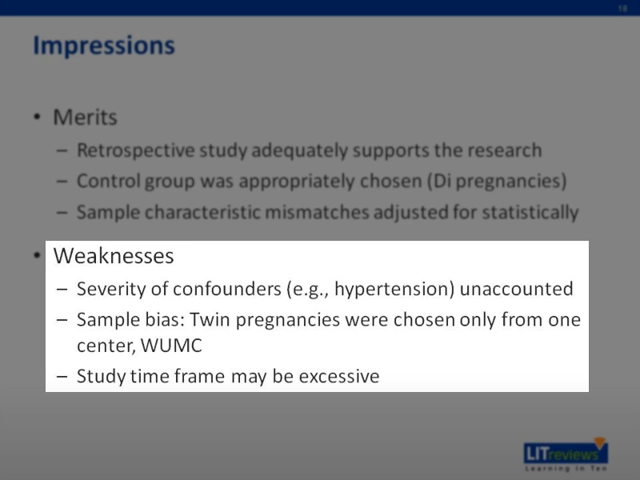 19
Impressions
• Merits
– Retrospective study adequately supports the research
– Control group was appropriately chosen (Di pregnancies)
– Sample characteristic mismatches adjusted for statistically
• Weaknesses
– Severity of confounders (e.g., hypertension) unaccounted
– Sample bias: Twin pregnancies were chosen only from one
center, WUMC
– Study time frame may be excessive
LITreviews
Learning In Ten